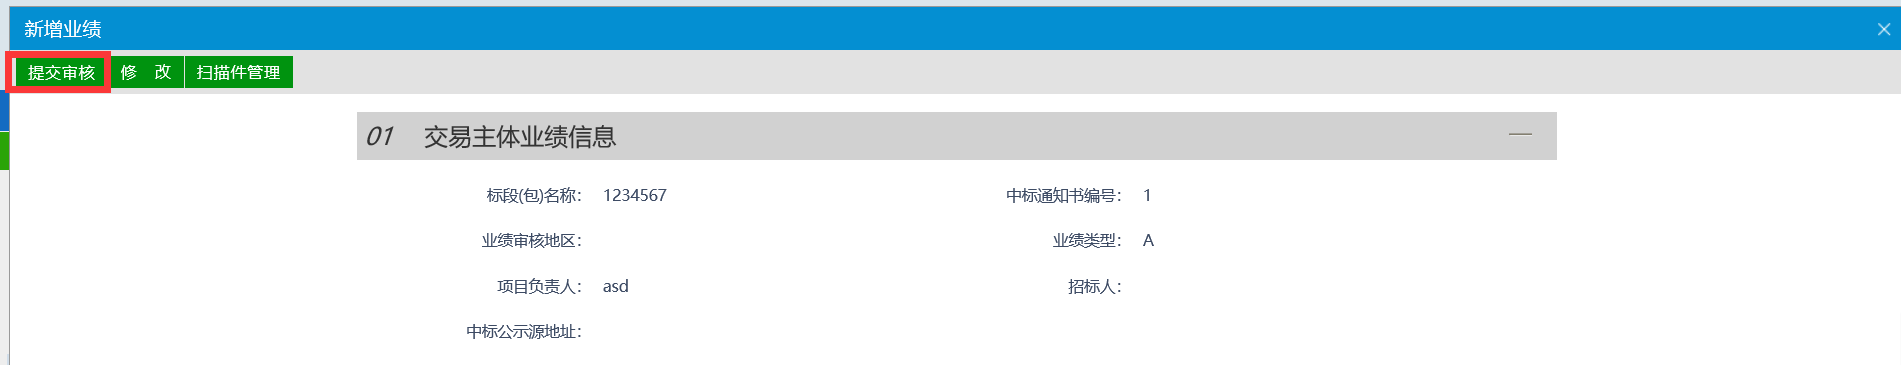 新增业绩
提交审核 修 改 扫描件管理
01 交易主体业绩信息
标段(包)名称： 1234567 中标通知书编号： 1
业绩审核地区： 业绩类型： A
项目负责人： asd 招标人：
中标公示源地址：